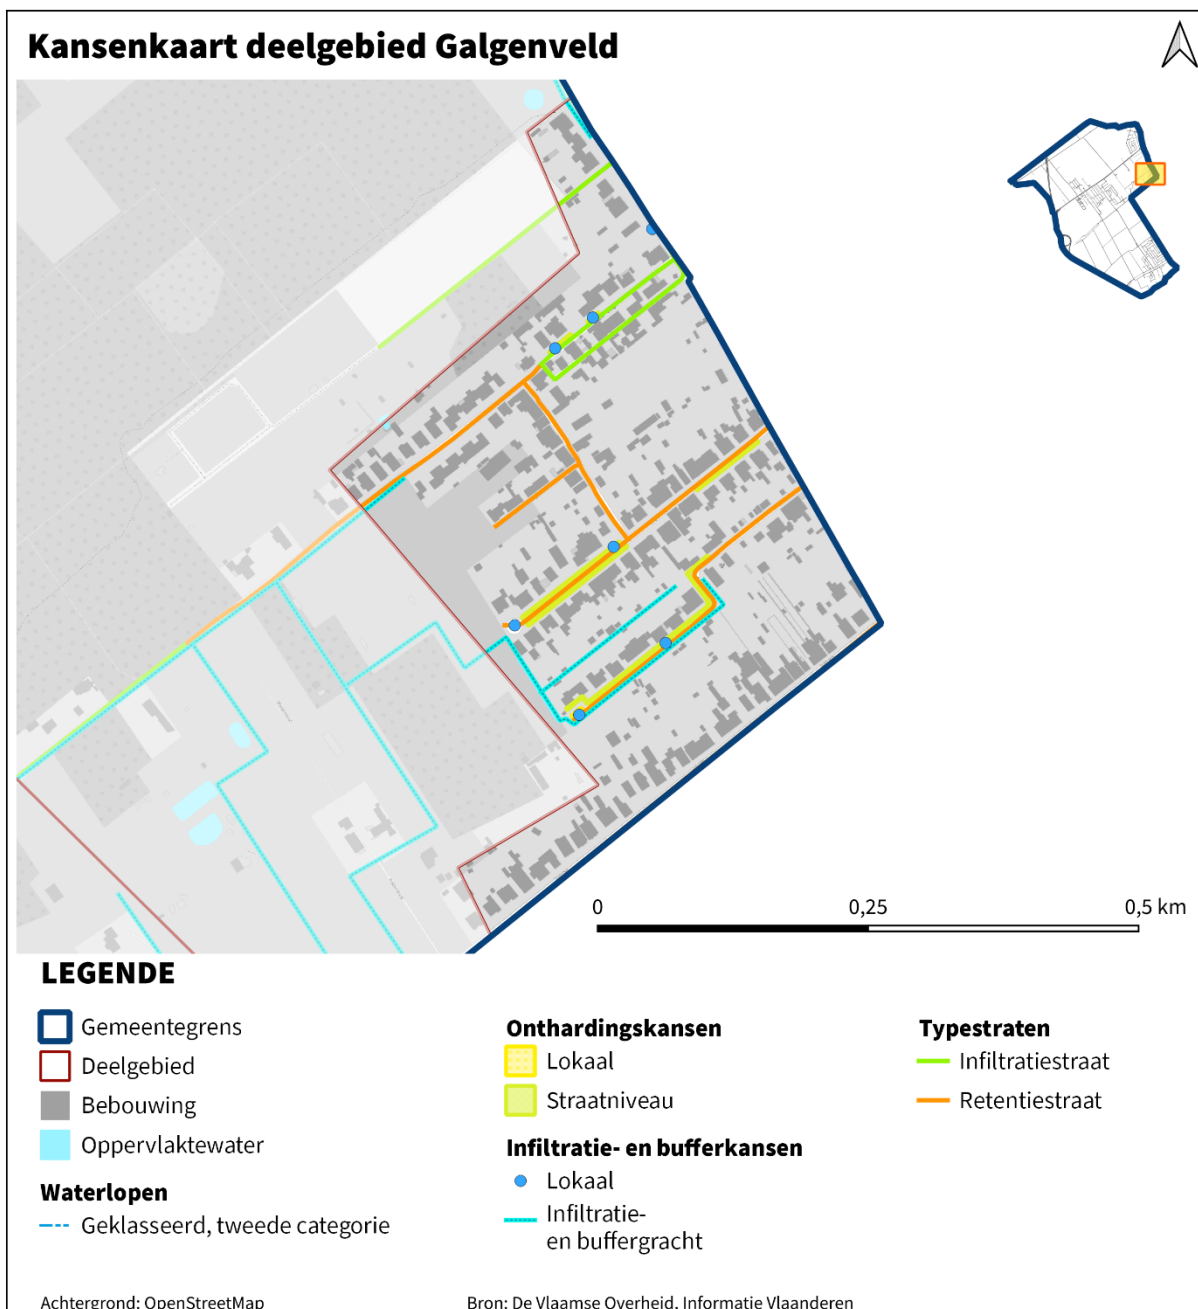 Kansenkaart deelgebied Galgenveld
0 0,25 0,5 km
LEGENDE
Gemeentegrens
Deelgebied
Bebouwing
Oppervlaktewater
Waterlopen
Geklasseerd, tweede categorie
Onthardingskansen
Lokaal
Straatniveau
Infiltratie- en bufferkansen
Lokaal
Infiltratie-
en buffergracht
Typestraten
Infiltratiestraat
Retentiestraat
Achtergrond: OpenStreetMap
Bron: De Vlaamse Overheid, Informatie Vlaanderen